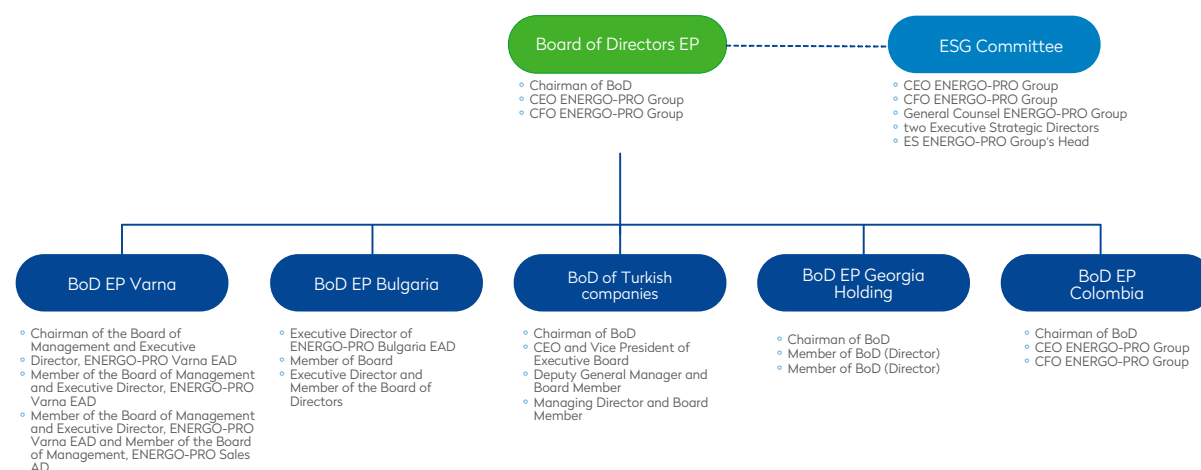 Board of Directors EP
ESG Committee
Chairman of BoD
CEO ENERGO-PRO Group
CFO ENERGO-PRO Group
CEO ENERGO-PRO Group
CFO ENERGO-PRO Group
General Counsel ENERGO-PRO Group
two Executive Strategic Directors
ES ENERGO-PRO Group's Head
BoD EP Varna
BoD EP Bulgaria
BoD of Turkish
companies
BoD EP Georgia
Holding
BoD EP
Colombia
Chairman of the Board of
Management and Executive
Director, ENERGO-PRO Varna EAD
Member of the Board of Management
and Executive Director, ENERGO-PRO
Varna EAD
Member of the Board of Management
and Executive Director, ENERGO-PRO
Varna EAD and Member of the Board
of Management, ENERGO-PRO Sales
AD
Executive Director of
ENERGO-PRO Bulgaria EAD
Member of Board
Executive Director and
Member of the Board of
Directors
Chairman of BoD
CEO and Vice President of
Executive Board
Deputy General Manager and
Board Member
Managing Director and Board
Member
Chairman of BoD
Member of BoD (Director)
Member of BoD (Director)
Chairman of BoD
CEO ENERGO-PRO Group
CFO ENERGO-PRO Group